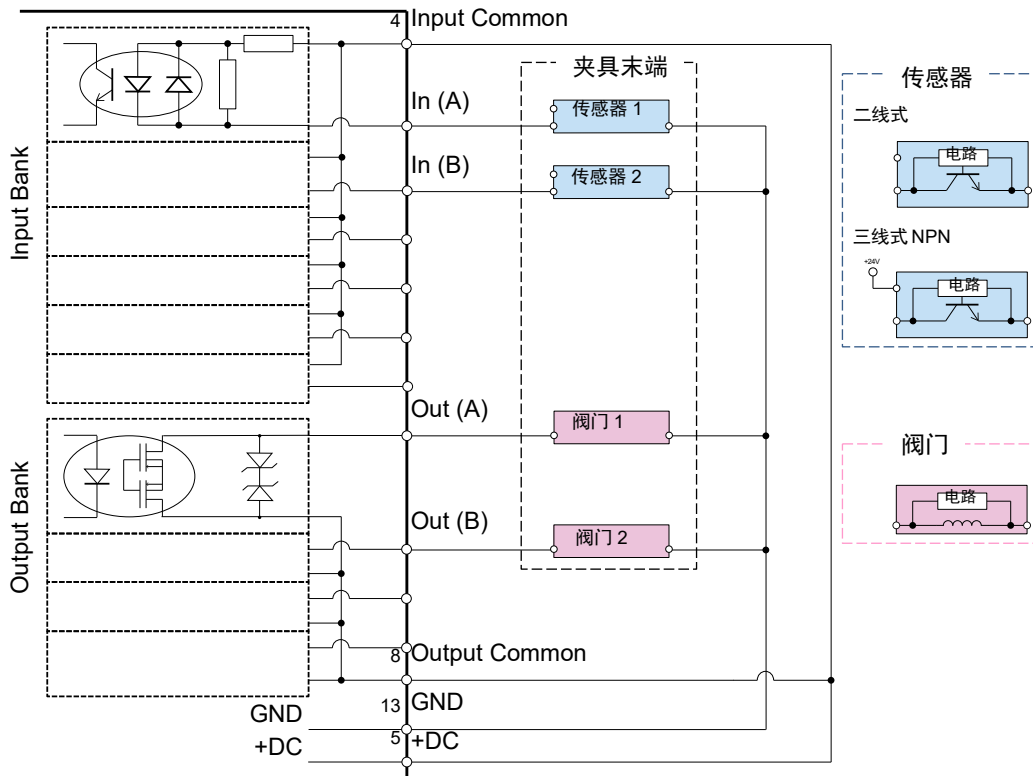 4 Input Common
夹具末端
传感器
In (A)
传感器 1
二线式
电路
In (B)
传感器 2
Input Bank
三线式 NPN
+24V
电路
Out (A)
阀门 1
阀门
电路
Out (B)
阀门 2
Output Bank
8 Output Common
13 GND
GND
5 +DC
+DC